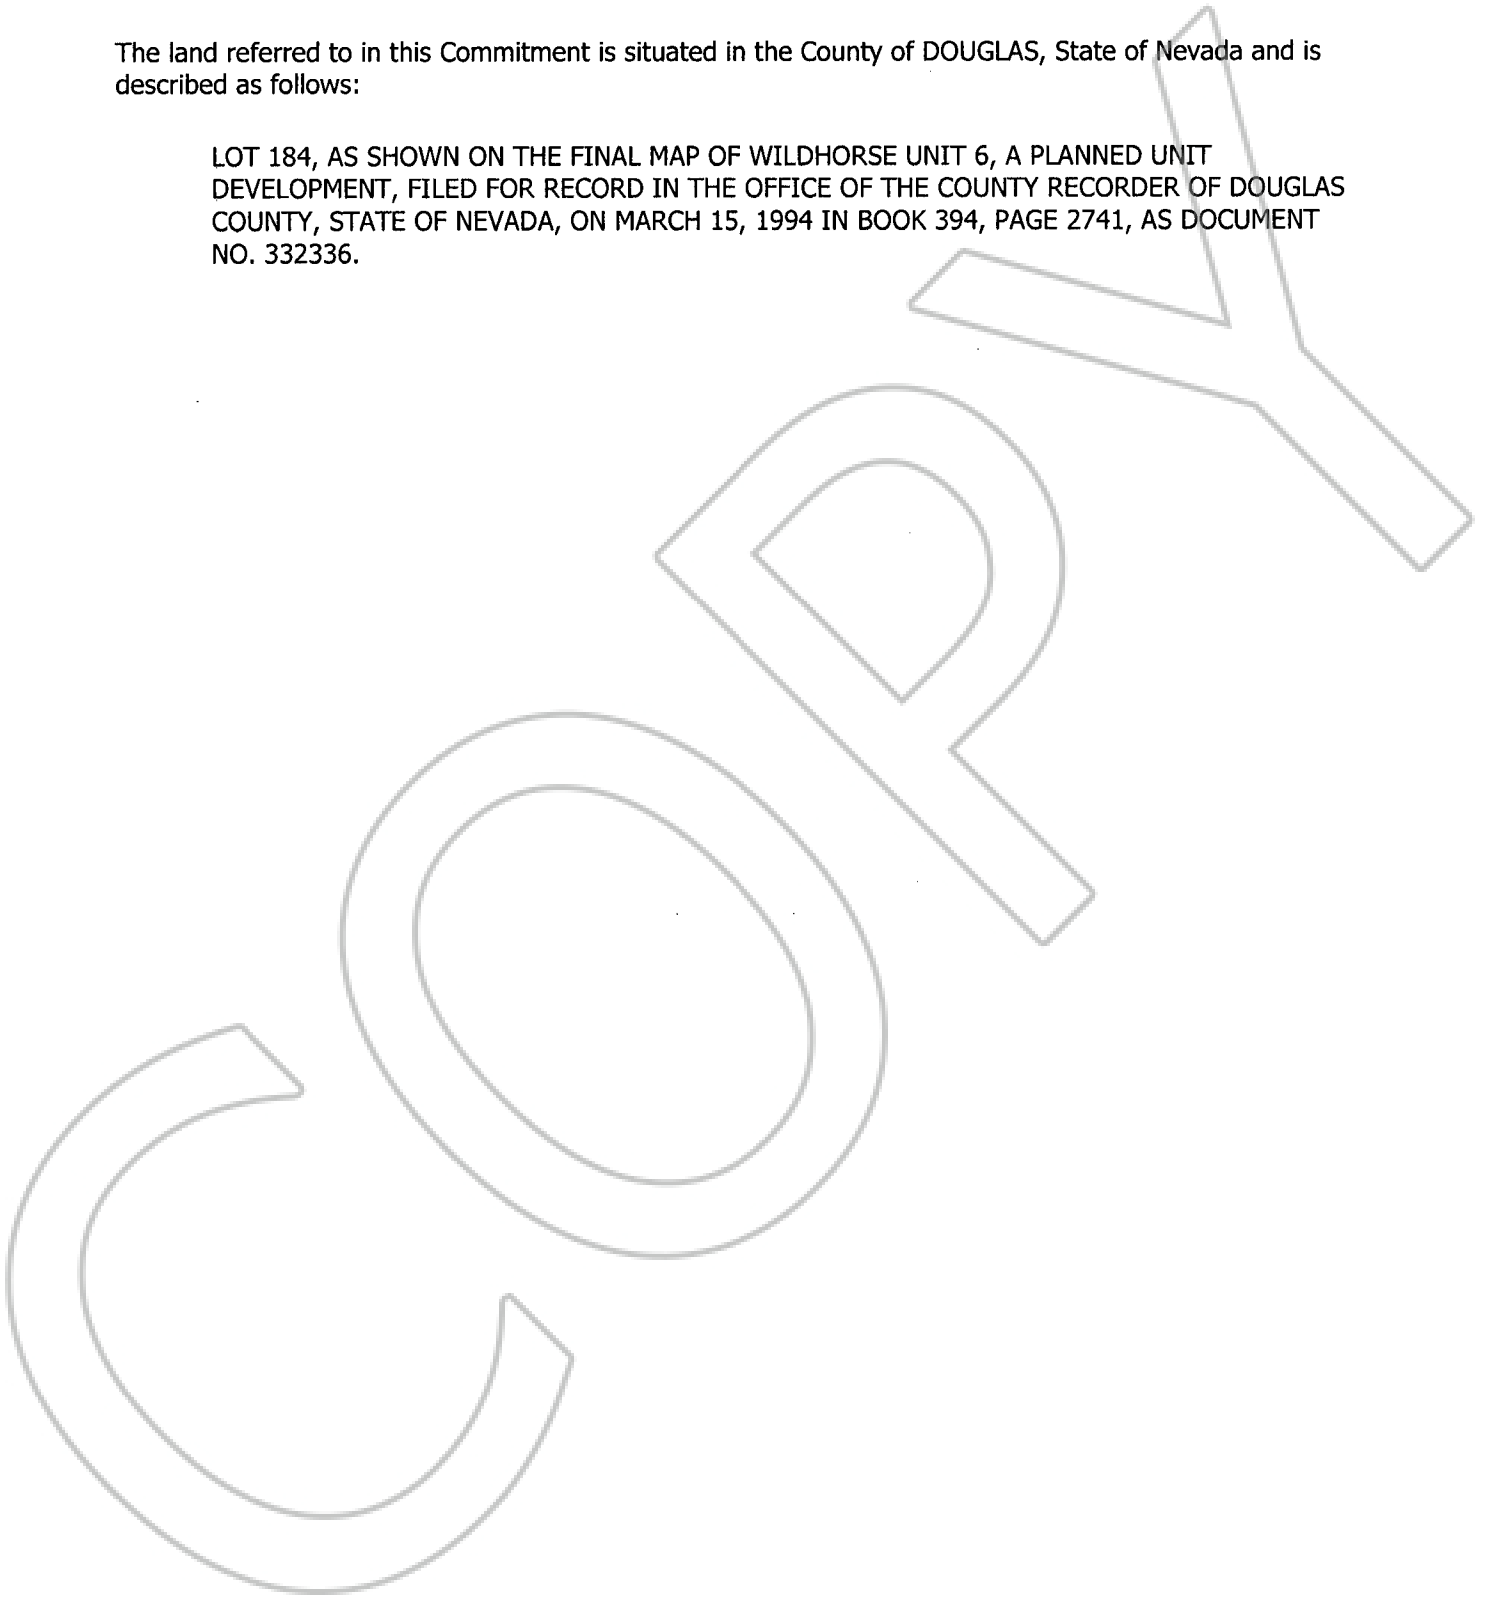 The land referred to in this Commitment is situated in the County of DOUGLAS, State of Nevada and is
described as follows:
LOT 184, AS SHOWN ON THE FINAL MAP OF WILDHORSE UNIT 6, A PLANNED UNIT
DEVELOPMENT, FILED FOR RECORD IN THE OFFICE OF THE COUNTY RECORDER OF DOUGLAS
COUNTY, STATE OF NEVADA, ON MARCH 15, 1994 IN BOOK 394, PAGE 2741, AS DOCUMENT
NO. 332336.
COPY